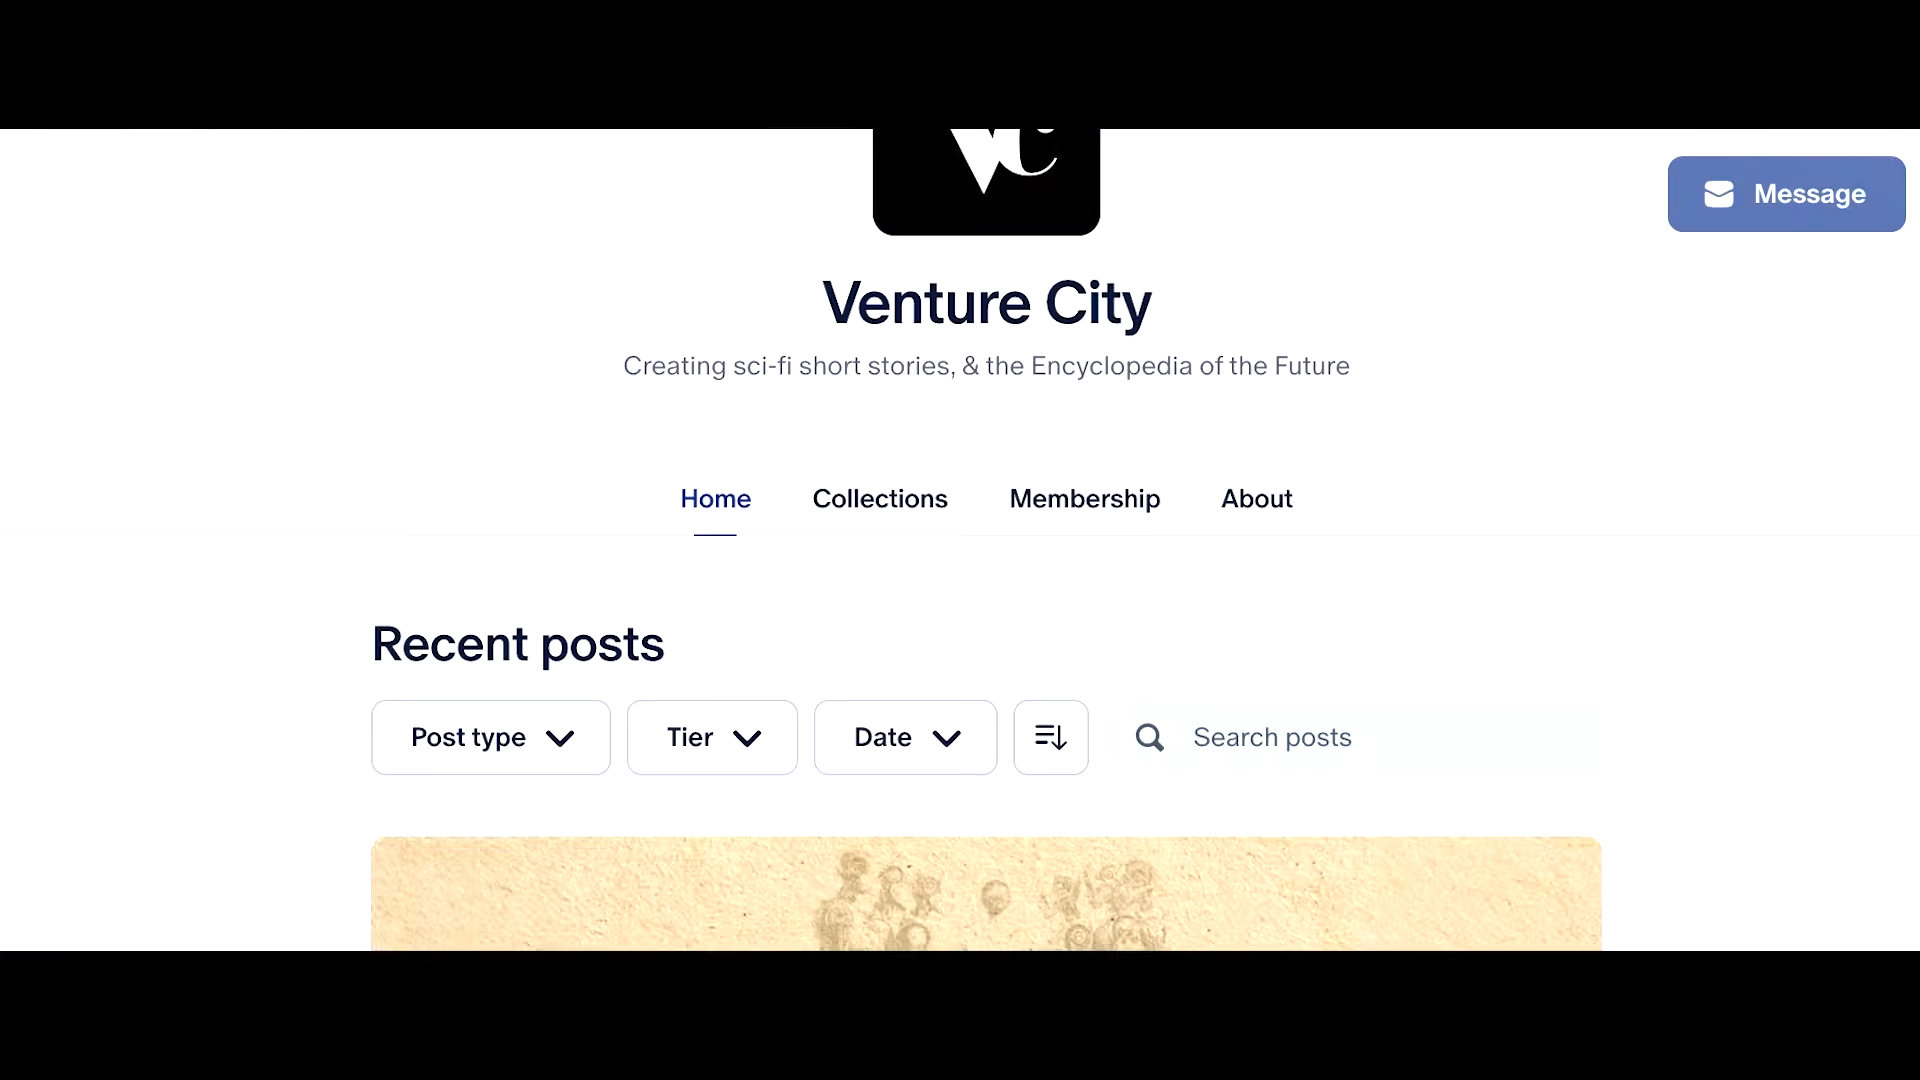 VC
Message
Venture City
Creating sci-fi short stories, & the Encyclopedia of the Future
Home Collections Membership About
Recent posts
Post type Tier Date Search posts